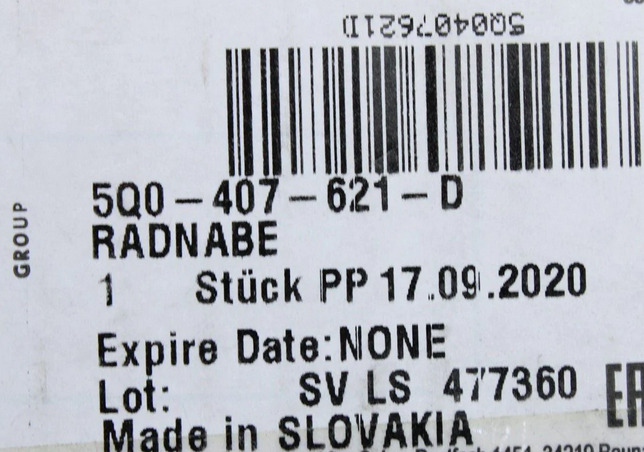 5Q0407621D
5Q0-407-621-D
RADNABE
1 Stück PP 17.09.2020
Expire Date:NONE
Lot: SV LS 477360
Made in SLOVAKIA
GROUP